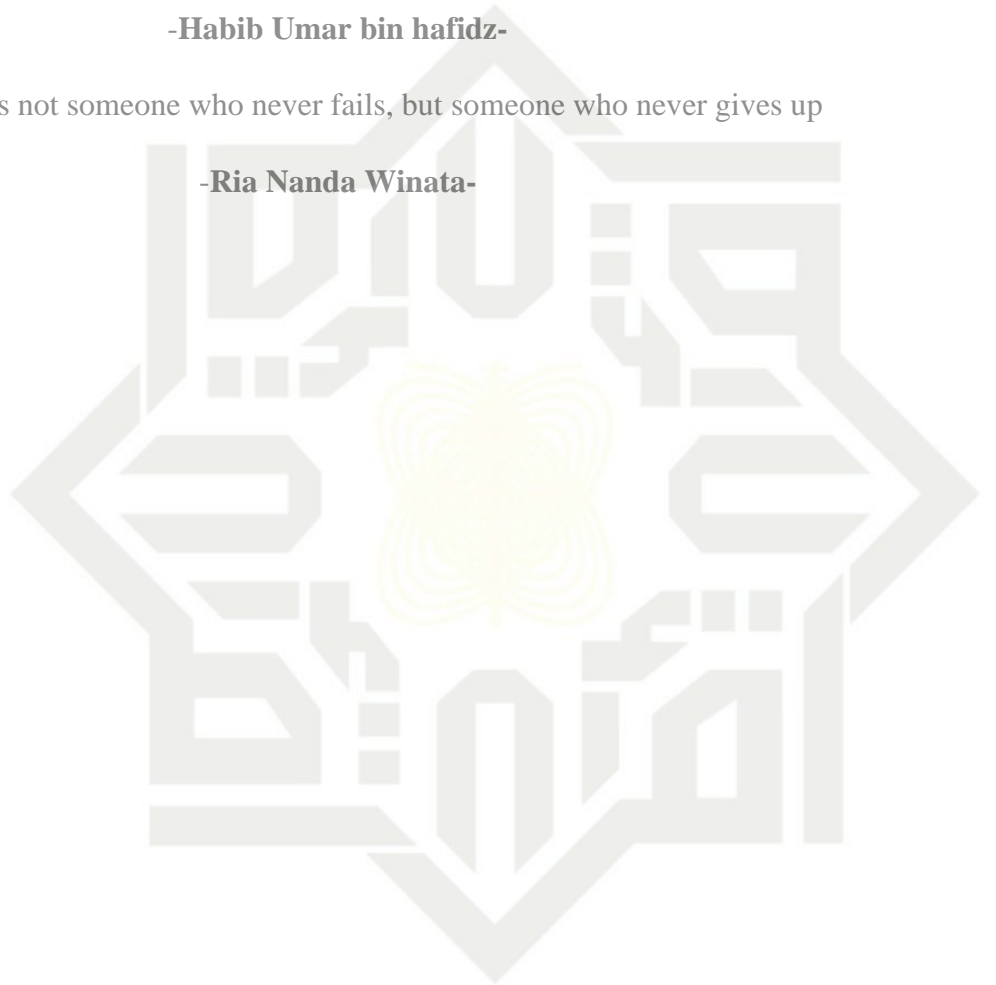 -Habib Umar bin hafidz-
s not someone who never fails, but someone who never gives up
-Ria Nanda Winata-